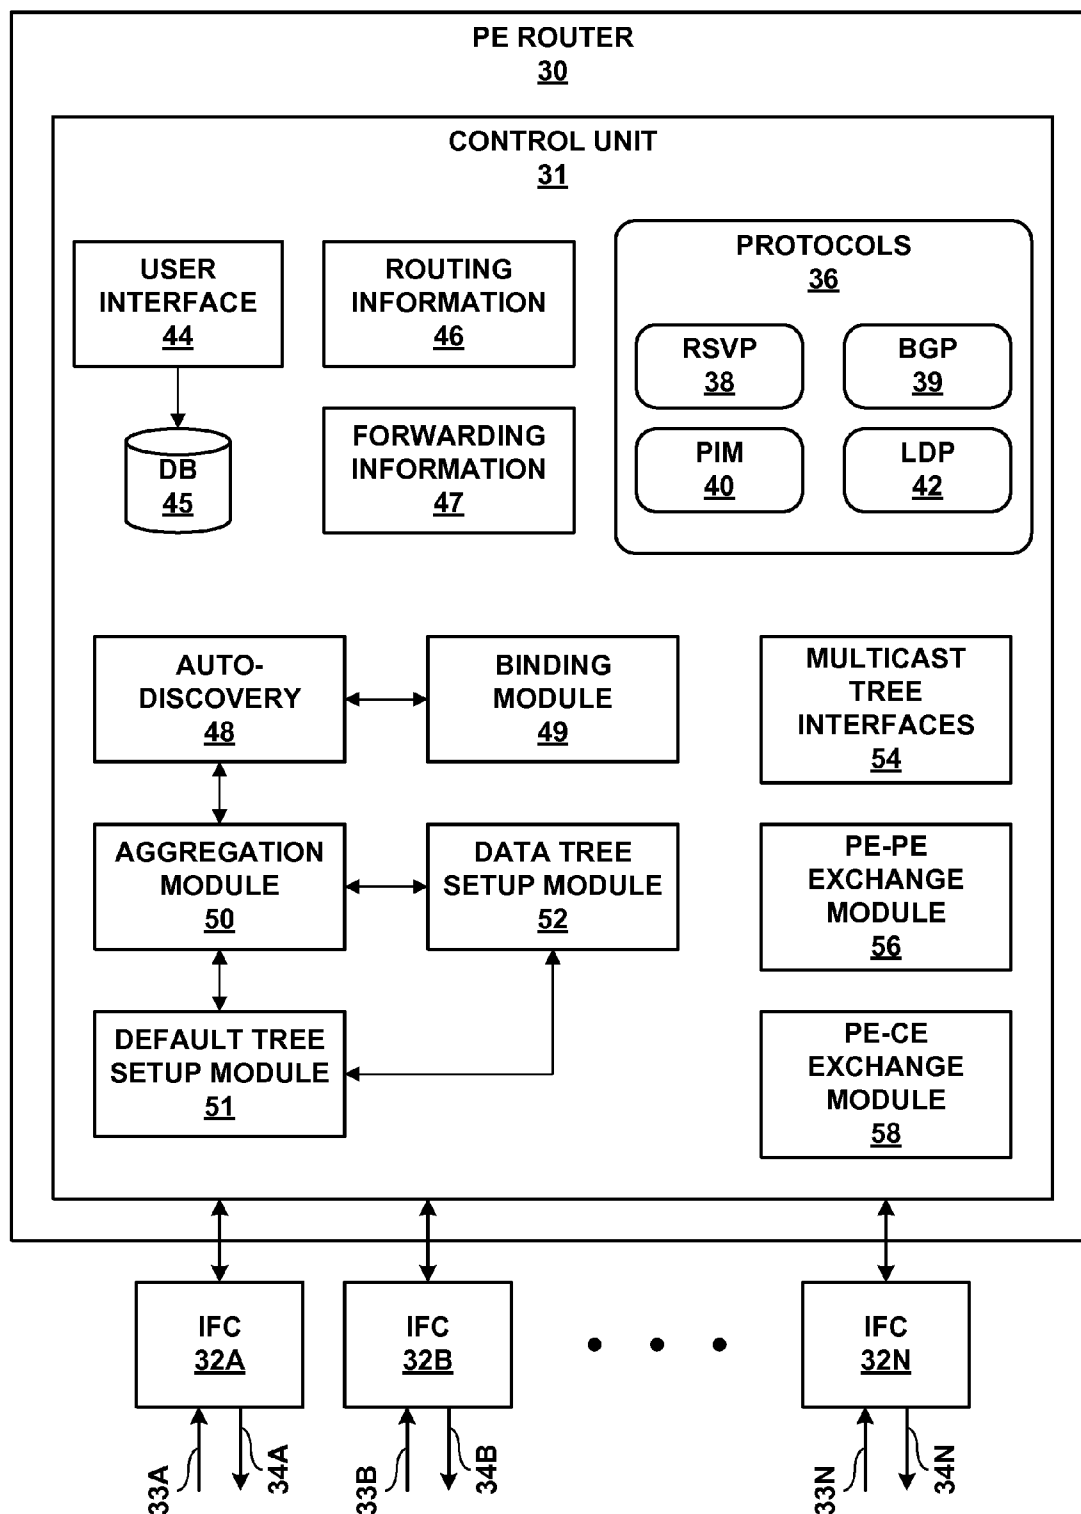 PE ROUTER
30
CONTROL UNIT
31
USER
INTERFACE
44
DB
45
ROUTING
INFORMATION
46
FORWARDING
INFORMATION
47
PROTOCOLS
36
RSVP
38
BGP
39
PIM
40
LDP
42
AUTO-
DISCOVERY
48
BINDING
MODULE
49
MULTICAST
TREE
INTERFACES
54
AGGREGATION
MODULE
50
DATA TREE
SETUP MODULE
52
PE-PE
EXCHANGE
MODULE
56
DEFAULT TREE
SETUP MODULE
51
PE-CE
EXCHANGE
MODULE
58
IFC
32A
IFC
32B
IFC
32N
33A
34A
33B
34B
33N
34N